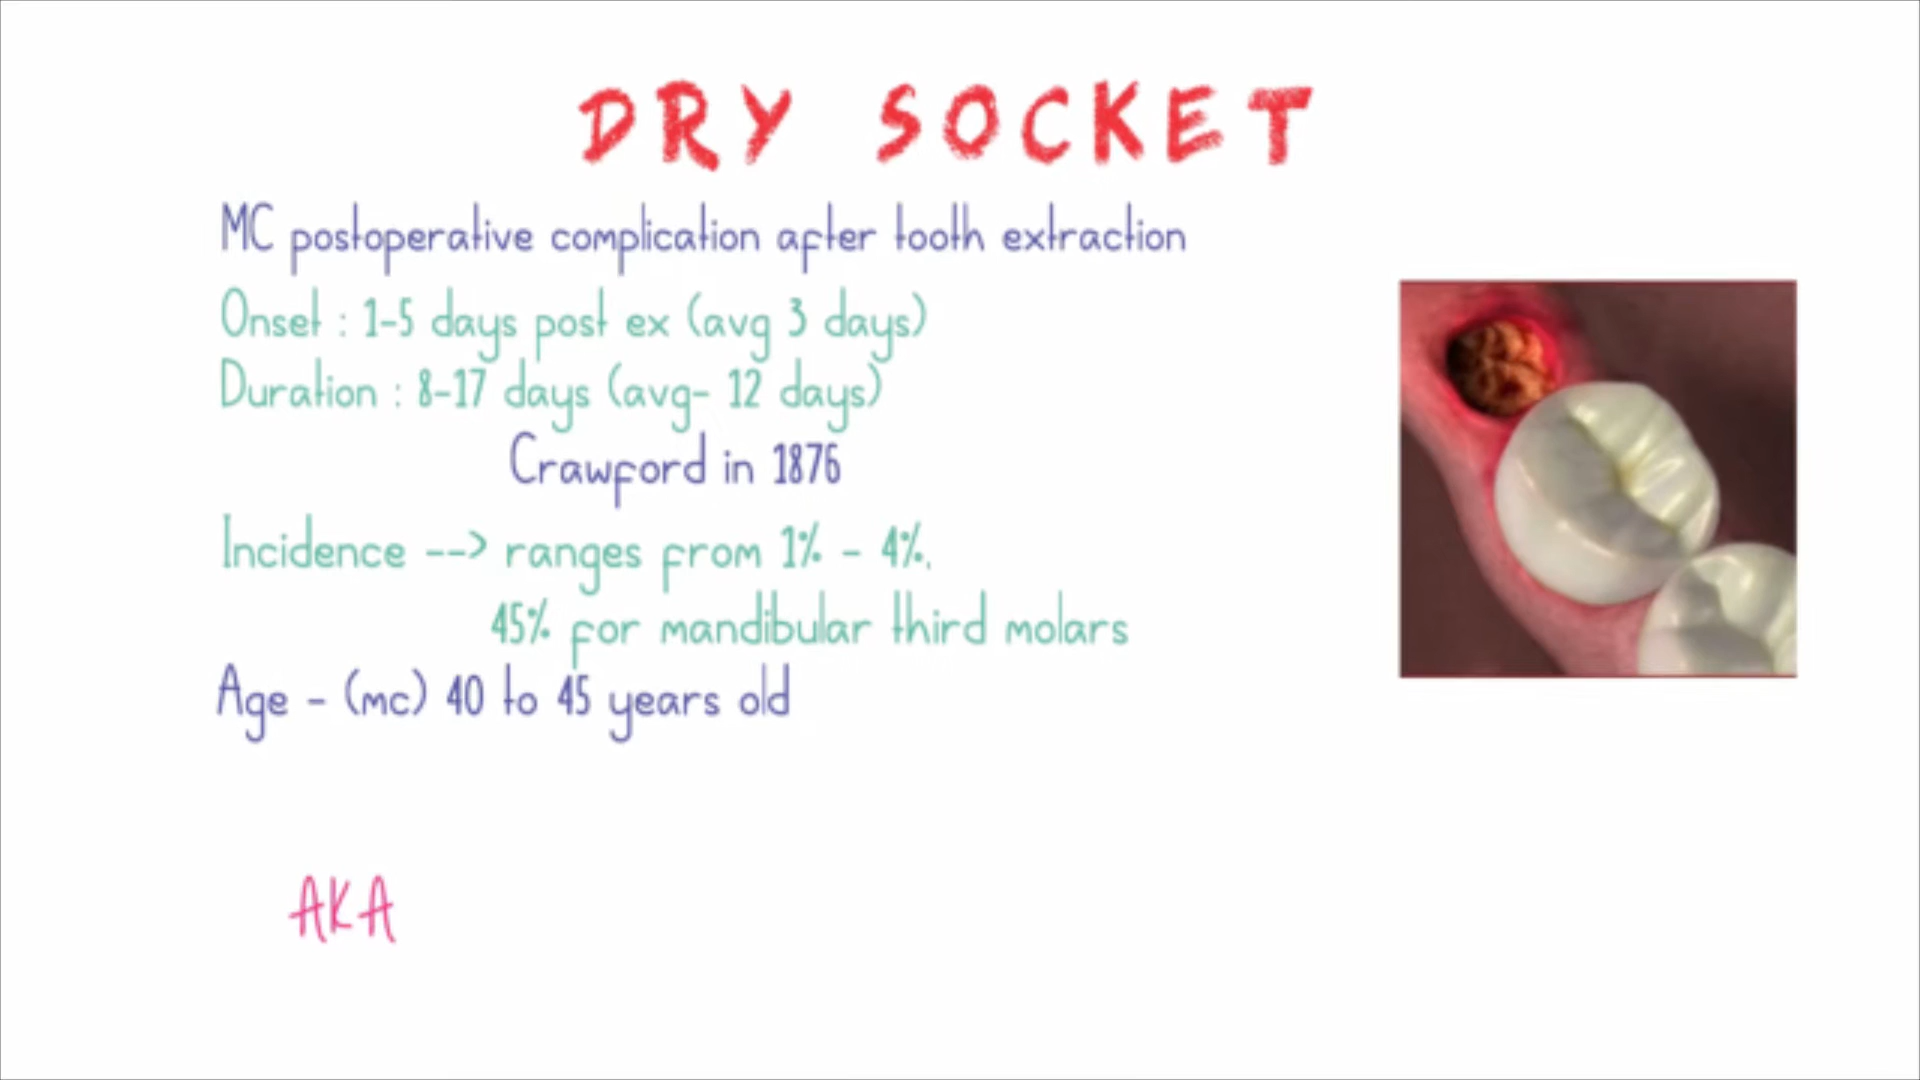 DRY SOCKET
MC postoperative complication after tooth extraction
Onset : 1-5 days post ex (avg 3 days)
Duration : 8-17 days (avg- 12 days)
Crawford in 1876
Incidence --> ranges from 1% - 4%,
45% for mandibular third molars
Age - (mc) 40 to 45 years old
AKA